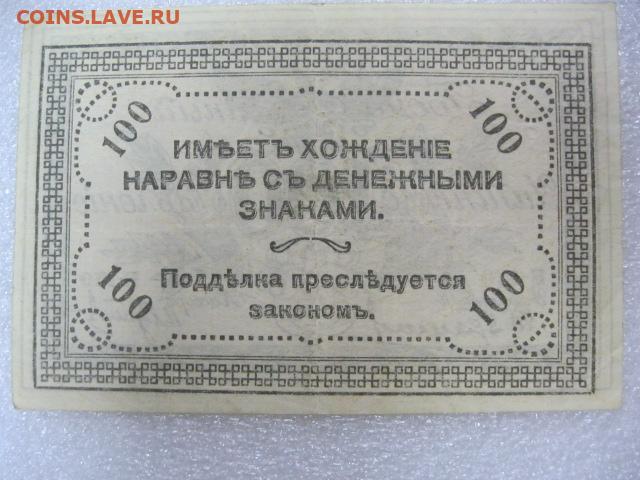 COINS.LAVE.RU
100 100
ИМѢЕТЪ ХОЖДЕНІЕ
НАРАВНѢ СЪ ДЕНЕЖНЫМИ
ЗНАКАМИ.
Поддѣлка преслѣдуется
закономъ.
100 100